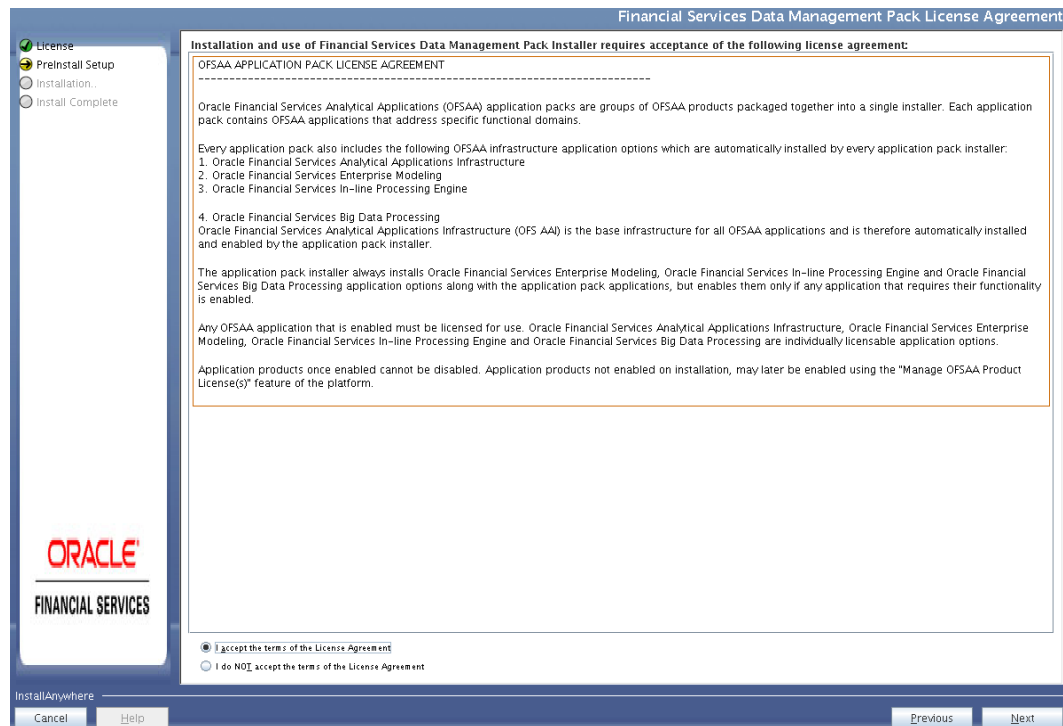 Financial Services Data Management Pack License Agreement
License
PreInstall Setup
Installation..
Install Complete
Installation and use of Financial Services Data Management Pack Installer requires acceptance of the following license agreement:
OFSAA APPLICATION PACK LICENSE AGREEMENT
------------------------------------------------------------------------
Oracle Financial Services Analytical Applications (OFSAA) application packs are groups of OFSAA products packaged together into a single installer. Each application
pack contains OFSAA applications that address specific functional domains.
Every application pack also includes the following OFSAA infrastructure application options which are automatically installed by every application pack installer:
1. Oracle Financial Services Analytical Applications Infrastructure
2. Oracle Financial Services Enterprise Modeling
3. Oracle Financial Services In-line Processing Engine
4. Oracle Financial Services Big Data Processing
Oracle Financial Services Analytical Applications Infrastructure (OFS AAI) is the base infrastructure for all OFSAA applications and is therefore automatically installed
and enabled by the application pack installer.
The application pack installer always installs Oracle Financial Services Enterprise Modeling, Oracle Financial Services In-line Processing Engine and Oracle Financial
Services Big Data Processing application options along with the application pack applications, but enables them only if any application that requires their functionality
is enabled.
Any OFSAA application that is enabled must be licensed for use. Oracle Financial Services Analytical Applications Infrastructure, Oracle Financial Services Enterprise
Modeling, Oracle Financial Services In-line Processing Engine and Oracle Financial Services Big Data Processing are individually licensable application options.
Application products once enabled cannot be disabled. Application products not enabled on installation, may later be enabled using the "Manage OFSAA Product
License(s)" feature of the platform.
ORACLE
FINANCIAL SERVICES
I accept the terms of the License Agreement
I do NOT accept the terms of the License Agreement
InstallAnywhere
Cancel
Help
Previous
Next